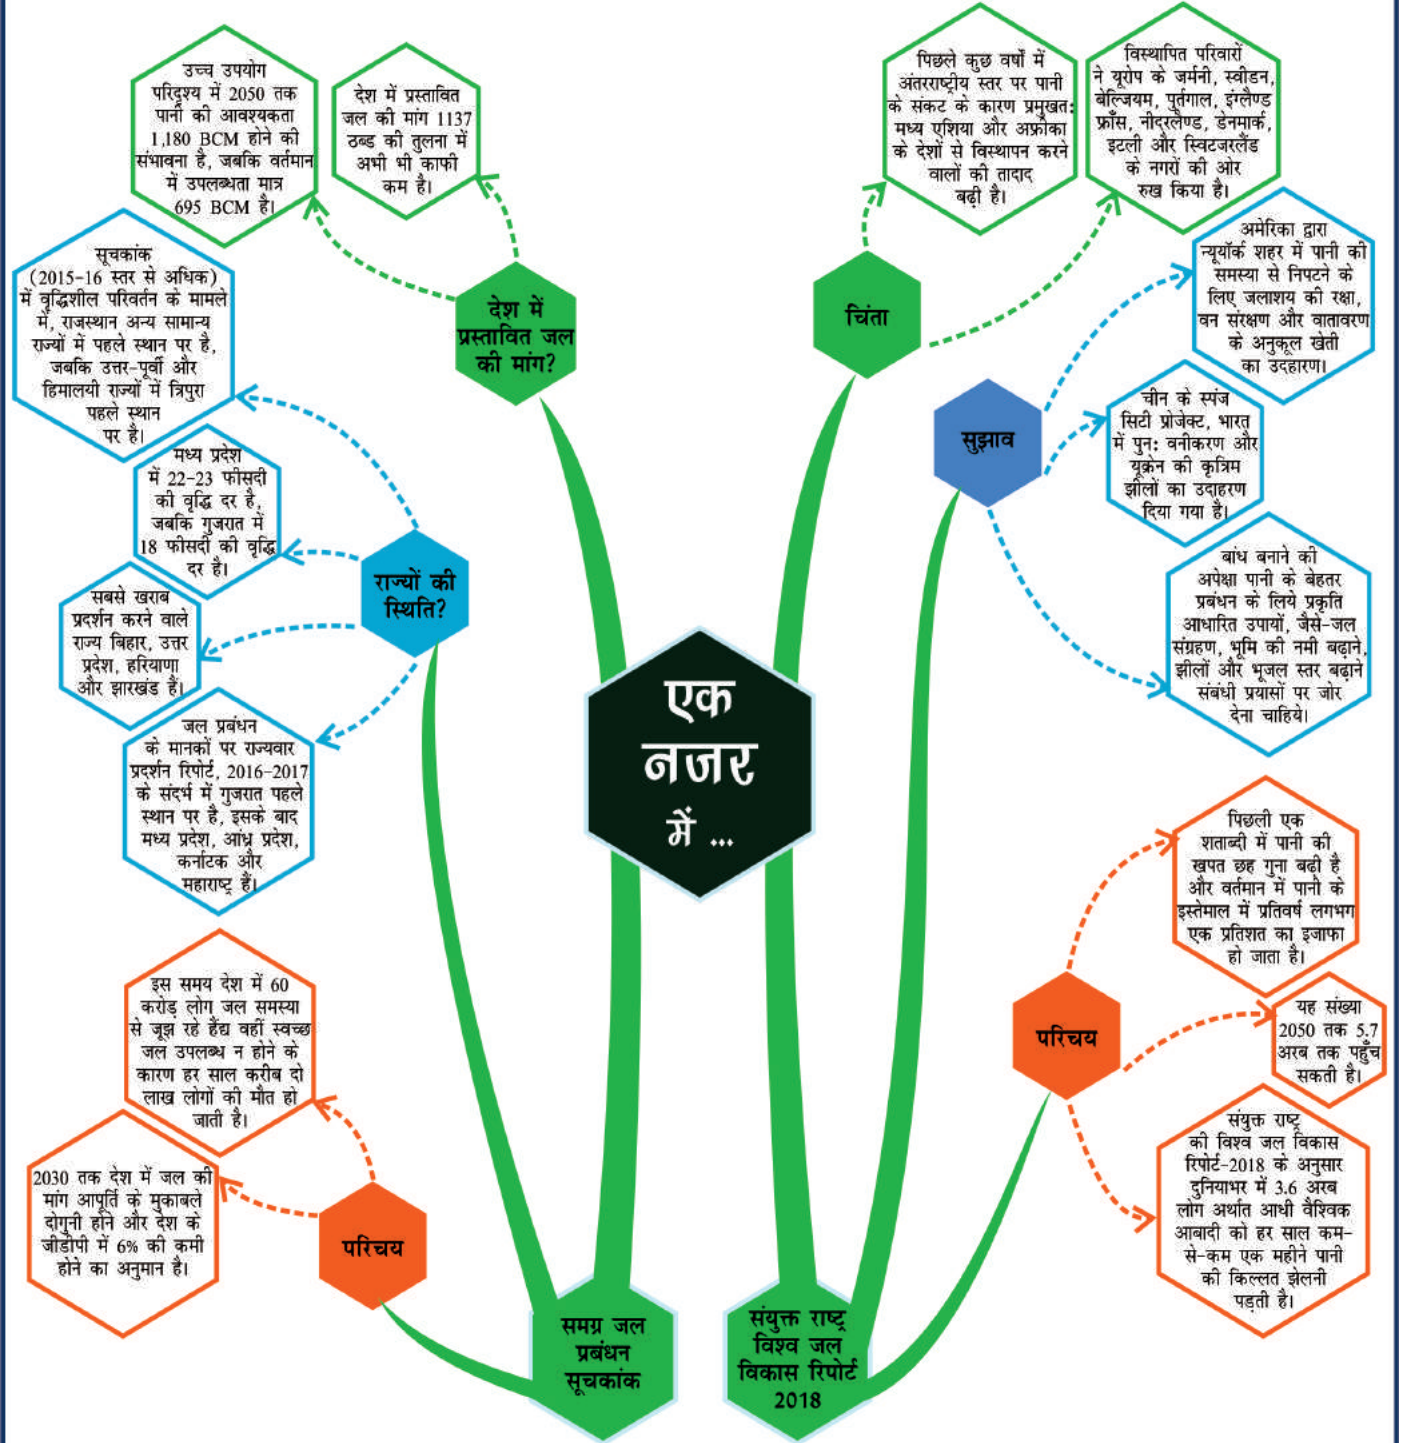 उच्च उपयोग
परिदृश्य में 2050 तक
पानी की आवश्यकता
1,180 BCM होने की
संभावना है, जबकि वर्तमान
में उपलब्धता मात्र
695 BCM है।
देश में प्रस्तावित
जल की मांग 1137
ठब्ड की तुलना में
अभी भी काफी
कम है।
देश में
प्रस्तावित जल
की मांग?
सूचकांक
(2015-16 स्तर से अधिक)
में वृद्धिशील परिवर्तन के मामले
में, राजस्थान अन्य सामान्य
राज्यों में पहले स्थान पर है,
जबकि उत्तर-पूर्वी और
हिमालयी राज्यों में त्रिपुरा
पहले स्थान
पर है।
मध्य प्रदेश
में 22-23 फीसदी
की वृद्धि दर है,
जबकि गुजरात में
18 फीसदी की वृद्धि
दर है।
सबसे खराब
प्रदर्शन करने वाले
राज्य बिहार, उत्तर
प्रदेश, हरियाणा
और झारखंड हैं।
जल प्रबंधन
के मानकों पर राज्यवार
प्रदर्शन रिपोर्ट, 2016-2017
के संदर्भ में गुजरात पहले
स्थान पर है, इसके बाद
मध्य प्रदेश, आंध्र प्रदेश,
कर्नाटक और
महाराष्ट्र हैं।
राज्यों की
स्थिति?
इस समय देश में 60
करोड़ लोग जल समस्या
से जूझ रहे हैंद्य वहीं स्वच्छ
जल उपलब्ध न होने के
कारण हर साल करीब दो
लाख लोगों की मौत हो
जाती है।
2030 तक देश में जल की
मांग आपूर्ति के मुकाबले
दोगुनी होने और देश के
जीडीपी में 6% की कमी
होने का अनुमान है।
परिचय
समग्र जल
प्रबंधन
सूचकांक
एक
नजर
में ...
पिछले कुछ वर्षों में
अंतरराष्ट्रीय स्तर पर पानी
के संकट के कारण प्रमुखत:
मध्य एशिया और अफ्रीका
के देशों से विस्थापन करने
वालों की तादाद
बढ़ी है।
विस्थापित परिवारों
ने यूरोप के जर्मनी, स्वीडन,
बेल्जियम, पुर्तगाल, इंग्लैण्ड
फ्राँस, नीदरलैण्ड, डेनमार्क,
इटली और स्विटजरलैंड
के नगरों की ओर
रुख किया है।
चिंता
अमेरिका द्वारा
न्यूयॉर्क शहर में पानी की
समस्या से निपटने के
लिए जलाशय की रक्षा,
वन संरक्षण और वातावरण
के अनुकूल खेती
का उदहारण।
चीन के स्पंज
सिटी प्रोजेक्ट, भारत
में पुन: वनीकरण और
यूक्रेन की कृत्रिम
झीलों का उदाहरण
दिया गया है।
बांध बनाने की
अपेक्षा पानी के बेहतर
प्रबंधन के लिये प्रकृति
आधारित उपायों, जैसे-जल
संग्रहण, भूमि की नमी बढ़ाने,
झीलों और भूजल स्तर बढ़ाने
संबंधी प्रयासों पर जोर
देना चाहिये।
सुझाव
पिछली एक
शताब्दी में पानी की
खपत छह गुना बढ़ी है
और वर्तमान में पानी के
इस्तेमाल में प्रतिवर्ष लगभग
एक प्रतिशत का इजाफा
हो जाता है।
यह संख्या
2050 तक 5.7
अरब तक पहुँच
सकती है।
संयुक्त राष्ट्र
की विश्व जल विकास
रिपोर्ट-2018 के अनुसार
दुनियाभर में 3.6 अरब
लोग अर्थात आधी वैश्विक
आबादी को हर साल कम-
से-कम एक महीने पानी
की किल्लत झेलनी
पड़ती है।
परिचय
संयुक्त राष्ट्र
विश्व जल
विकास रिपोर्ट
2018